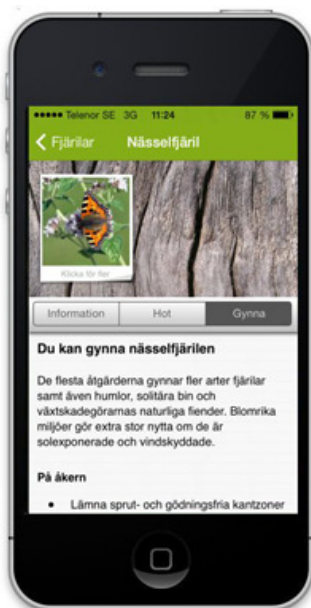 Telenor SE 3G 11:24 87 %
Fjärilar Nässelfjäril
Klicka för fler
Information Hot Gynna
Du kan gynna nässelfjärilen
De flesta åtgärderna gynnar fler arter fjärilar
samt även humlor, solitära bin och
växtskadegörarnas naturliga fiender. Blomrika
miljöer gör extra stor nytta om de är
solexponerade och vindskyddade.
På åkern
• Lämna sprut- och gödningsfria kantzoner